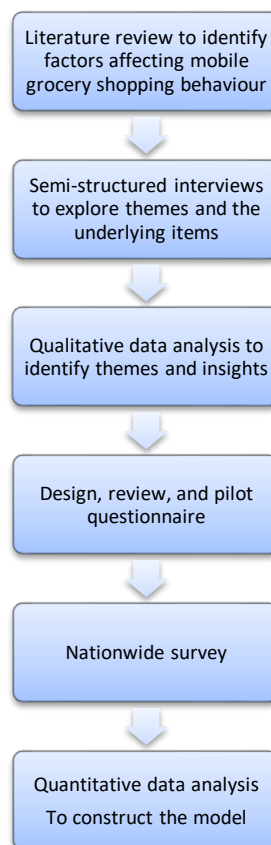 Literature review to identify
factors affecting mobile
grocery shopping behaviour
Semi-structured interviews
to explore themes and the
underlying items
Qualitative data analysis to
identify themes and insights
Design, review, and pilot
questionnaire
Nationwide survey
Quantitative data analysis
To construct the model